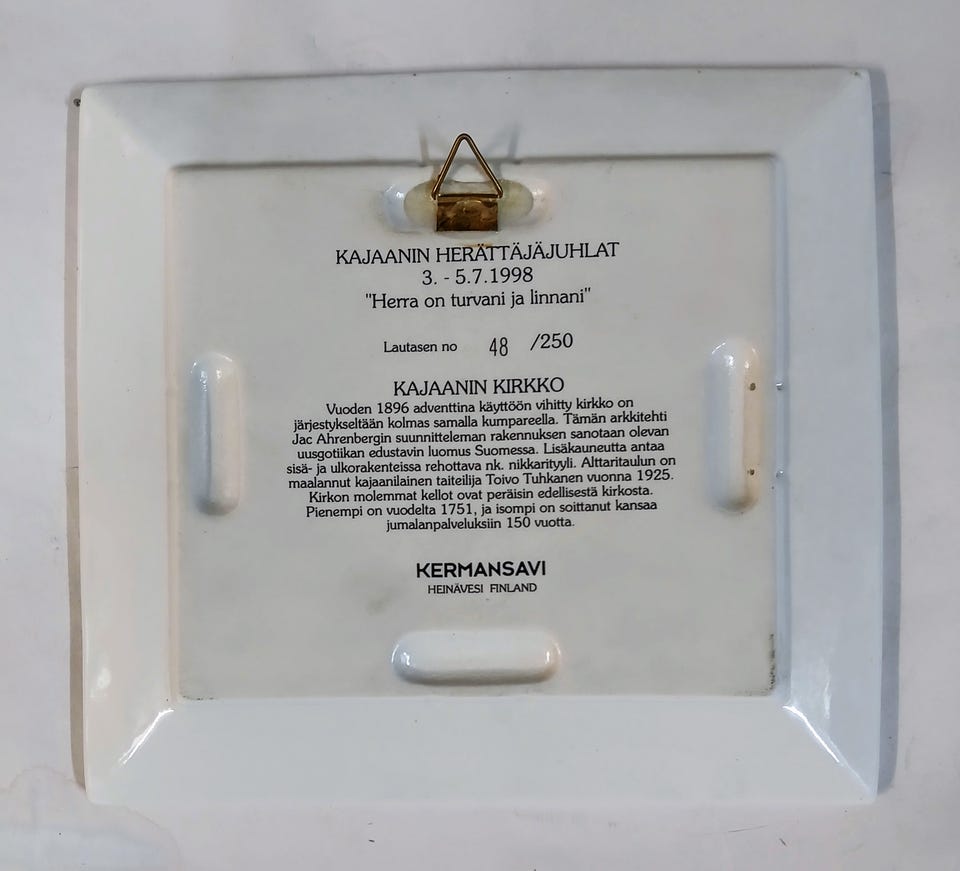 KAJAANIN HERÄTTÄJÄJUHLAT
3. - 5.7.1998
"Herra on turvani ja linnani"
Lautasen no 48 /250
KAJAANIN KIRKKO
Vuoden 1896 adventtina käyttöön vihitty kirkko on
järjestykseltään kolmas samalla kumpareella. Tämän arkkitehti
Jac Ahrenbergin suunnitteleman rakennuksen sanotaan olevan
uusgotiikan edustavin luomus Suomessa. Lisäkauneutta antaa
sisä- ja ulkorakenteissa rehottava nk. nikkarityyli. Alttaritaulun on
maalannut kajaanilainen taiteilija Toivo Tuhkanen vuonna 1925.
Kirkon molemmat kellot ovat peräisin edellisestä kirkosta.
Pienempi on vuodelta 1751, ja isompi on soittanut kansaa
jumalanpalveluksiin 150 vuotta.
KERMANSAVI
HEINÄVESI FINLAND